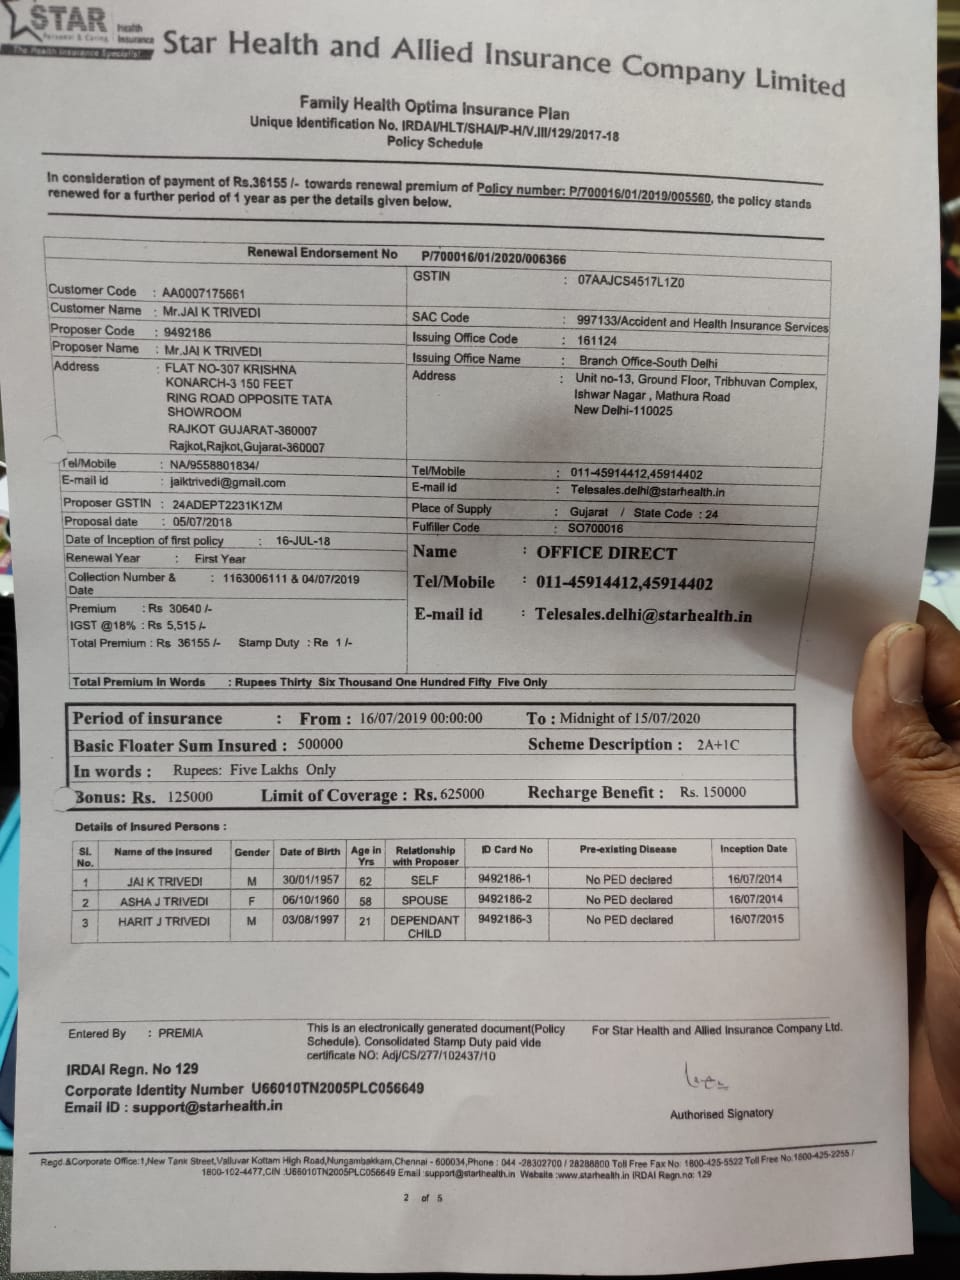 STAR Health
Personal & Caring Insurance
The Health Insurance Specialist
Star Health and Allied Insurance Company Limited
Family Health Optima Insurance Plan
Unique Identification No. IRDAI/HLT/SHAI/P-H/V.III/129/2017-18
Policy Schedule
In consideration of payment of Rs.36155 /- towards renewal premium of Policy number: P/700016/01/2019/005560, the policy stands
renewed for a further period of 1 year as per the details given below.
Renewal Endorsement No P/700016/01/2020/006366
Customer Code : AA0007175661
GSTIN : 07AAJCS4517L1Z0
Customer Name : Mr.JAI K TRIVEDI
SAC Code : 997133/Accident and Health Insurance Services
Proposer Code : 9492186
Issuing Office Code : 161124
Proposer Name : Mr.JAI K TRIVEDI
Issuing Office Name : Branch Office-South Delhi
Address : FLAT NO-307 KRISHNA
KONARCH-3 150 FEET
RING ROAD OPPOSITE TATA
SHOWROOM
RAJKOT GUJARAT-360007
Rajkot,Rajkot,Gujarat-360007
Address : Unit no-13, Ground Floor, Tribhuvan Complex,
Ishwar Nagar , Mathura Road
New Delhi-110025
Tel/Mobile : NA/9558801834/
Tel/Mobile : 011-45914412,45914402
E-mail id : jaiktrivedi@gmail.com
E-mail id : Telesales.delhi@starhealth.in
Proposer GSTIN : 24ADEPT2231K1ZM
Place of Supply : Gujarat / State Code : 24
Proposal date : 05/07/2018
Fulfiller Code : SO700016
Date of Inception of first policy : 16-JUL-18
Name : OFFICE DIRECT
Renewal Year : First Year
Collection Number & : 1163006111 & 04/07/2019
Date
Tel/Mobile : 011-45914412,45914402
Premium : Rs 30640 /-
E-mail id : Telesales.delhi@starhealth.in
IGST @18% : Rs 5,515 /-
Total Premium : Rs 36155 /- Stamp Duty : Re 1 /-
Total Premium In Words : Rupees Thirty Six Thousand One Hundred Fifty Five Only
Period of insurance : From : 16/07/2019 00:00:00 To : Midnight of 15/07/2020
Basic Floater Sum Insured : 500000 Scheme Description : 2A+1C
In words : Rupees: Five Lakhs Only
Bonus: Rs. 125000 Limit of Coverage : Rs. 625000 Recharge Benefit : Rs. 150000
Details of Insured Persons :
Sl. No. Name of the Insured Gender Date of Birth Age in Yrs Relationship with Proposer ID Card No Pre-existing Disease Inception Date
1 JAI K TRIVEDI M 30/01/1957 62 SELF 9492186-1 No PED declared 16/07/2014
2 ASHA J TRIVEDI F 06/10/1960 58 SPOUSE 9492186-2 No PED declared 16/07/2014
3 HARIT J TRIVEDI M 03/08/1997 21 DEPENDANT CHILD 9492186-3 No PED declared 16/07/2015
Entered By : PREMIA
This is an electronically generated document(Policy
Schedule). Consolidated Stamp Duty paid vide
certificate NO: Adj/CS/277/102437/10
For Star Health and Allied Insurance Company Ltd.
IRDAI Regn. No 129
Corporate Identity Number U66010TN2005PLC056649
Email ID : support@starhealth.in
Authorised Signatory
Regd.&Corporate Office:1,New Tank Street,Valluvar Kottam High Road,Nungambakkam,Chennai - 600034,Phone : 044 -28302700 / 28288800 Toll Free Fax No: 1800-425-5522 Toll Free No.1800-425-2255 /
1800-102-4477,CIN :U66010TN2005PLC056649 Email :support@starhealth.in Website :www.starhealth.in IRDAI Regn.no: 129
2 of 5